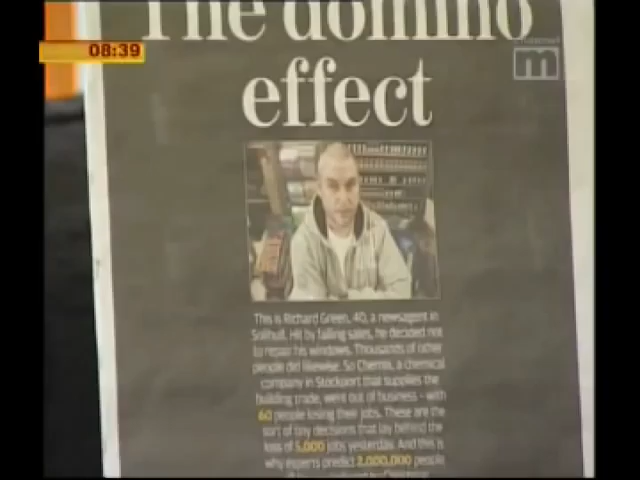 The domino
08:39
m
effect
This is Richard Green, 40, a newsagent in
Solihull. Hit by falling sales, he decided not
to repair his windows. Thousands of other
people did likewise. So Chemix, a chemical
company in Stockport that supplies the
building trade, went out of business – with
60 people losing their jobs. These are the
sort of tiny decisions that lay behind the
loss of 5,000 jobs yesterday. And this is
why experts predict 2,000,000 people